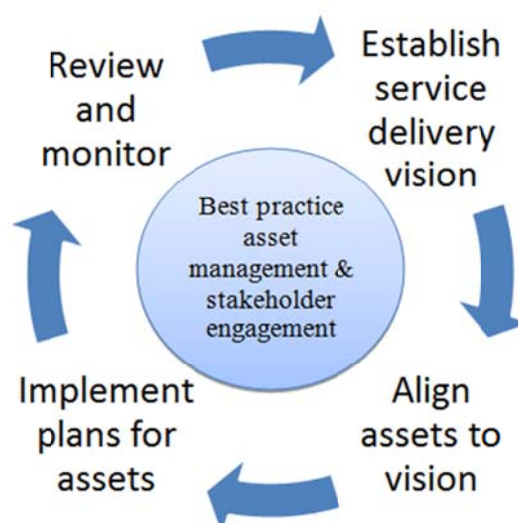 Review
and
monitor
Establish
service
delivery
vision
Best practice
asset
management &
stakeholder
engagement
Implement
plans for
assets
Align
assets to
vision